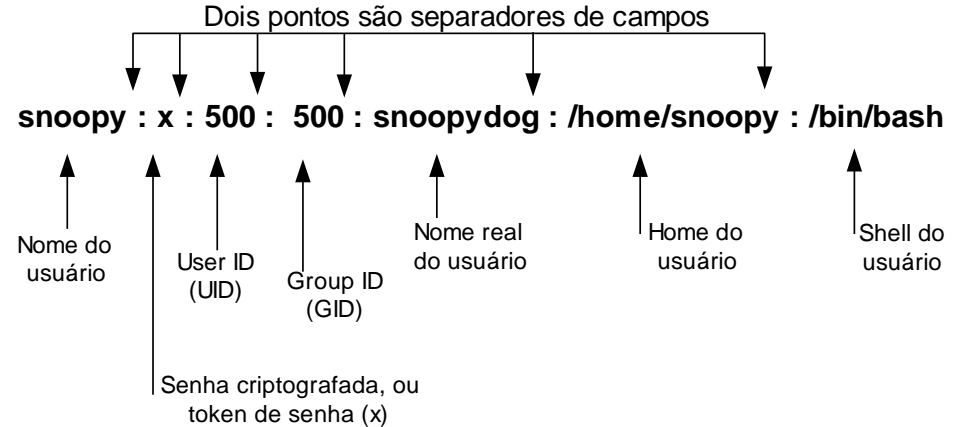 Dois pontos são separadores de campos
snoopy : x : 500 : 500 : snoopydog : /home/snoopy : /bin/bash
Nome do
usuário
User ID
(UID)
Group ID
(GID)
Nome real
do usuário
Home do
usuário
Shell do
usuário
Senha criptografada, ou
token de senha (x)